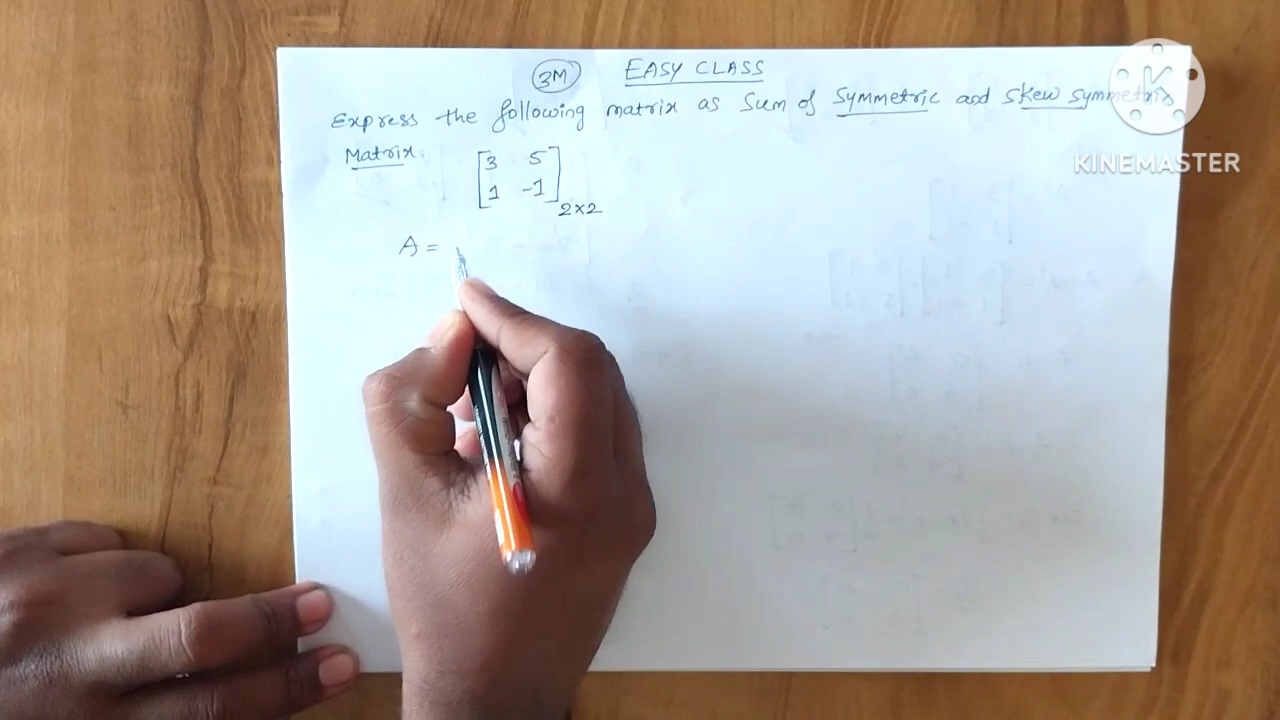 3M EASY CLASS
Express the following matrix as Sum of Symmetric and Skew Symmetric
Matrix
[3 5
1 -1] 2×2
A =
K
KINEMASTER